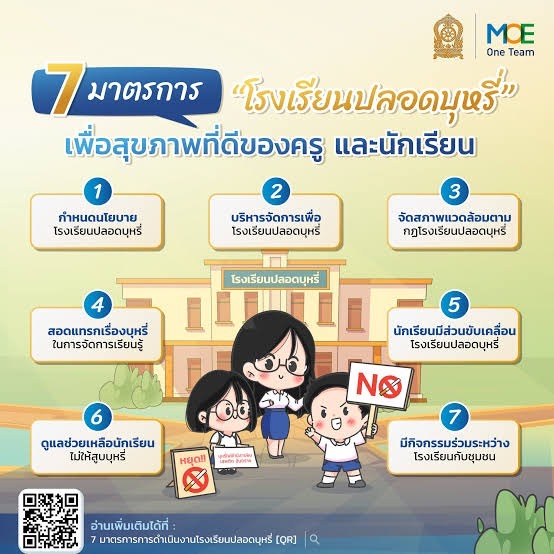 MOE
One Team
7 มาตรการ "โรงเรียนปลอดบุหรี่"
เพื่อสุขภาพที่ดีของครู และนักเรียน
1
กำหนดนโยบาย
โรงเรียนปลอดบุหรี่
2
บริหารจัดการเพื่อ
โรงเรียนปลอดบุหรี่
3
จัดสภาพแวดล้อมตาม
กฎโรงเรียนปลอดบุหรี่
โรงเรียนปลอดบุหรี่
4
สอดแทรกเรื่องบุหรี่
ในการจัดการเรียนรู้
5
นักเรียนมีส่วนขับเคลื่อน
โรงเรียนปลอดบุหรี่
NO
6
ดูแลช่วยเหลือนักเรียน
ไม่ให้สูบบุหรี่
หยุด!!
7
มีกิจกรรมร่วมระหว่าง
โรงเรียนกับชุมชน
อ่านเพิ่มเติมได้ที่ :
7 มาตรการการดำเนินงานโรงเรียนปลอดบุหรี่ [QR]